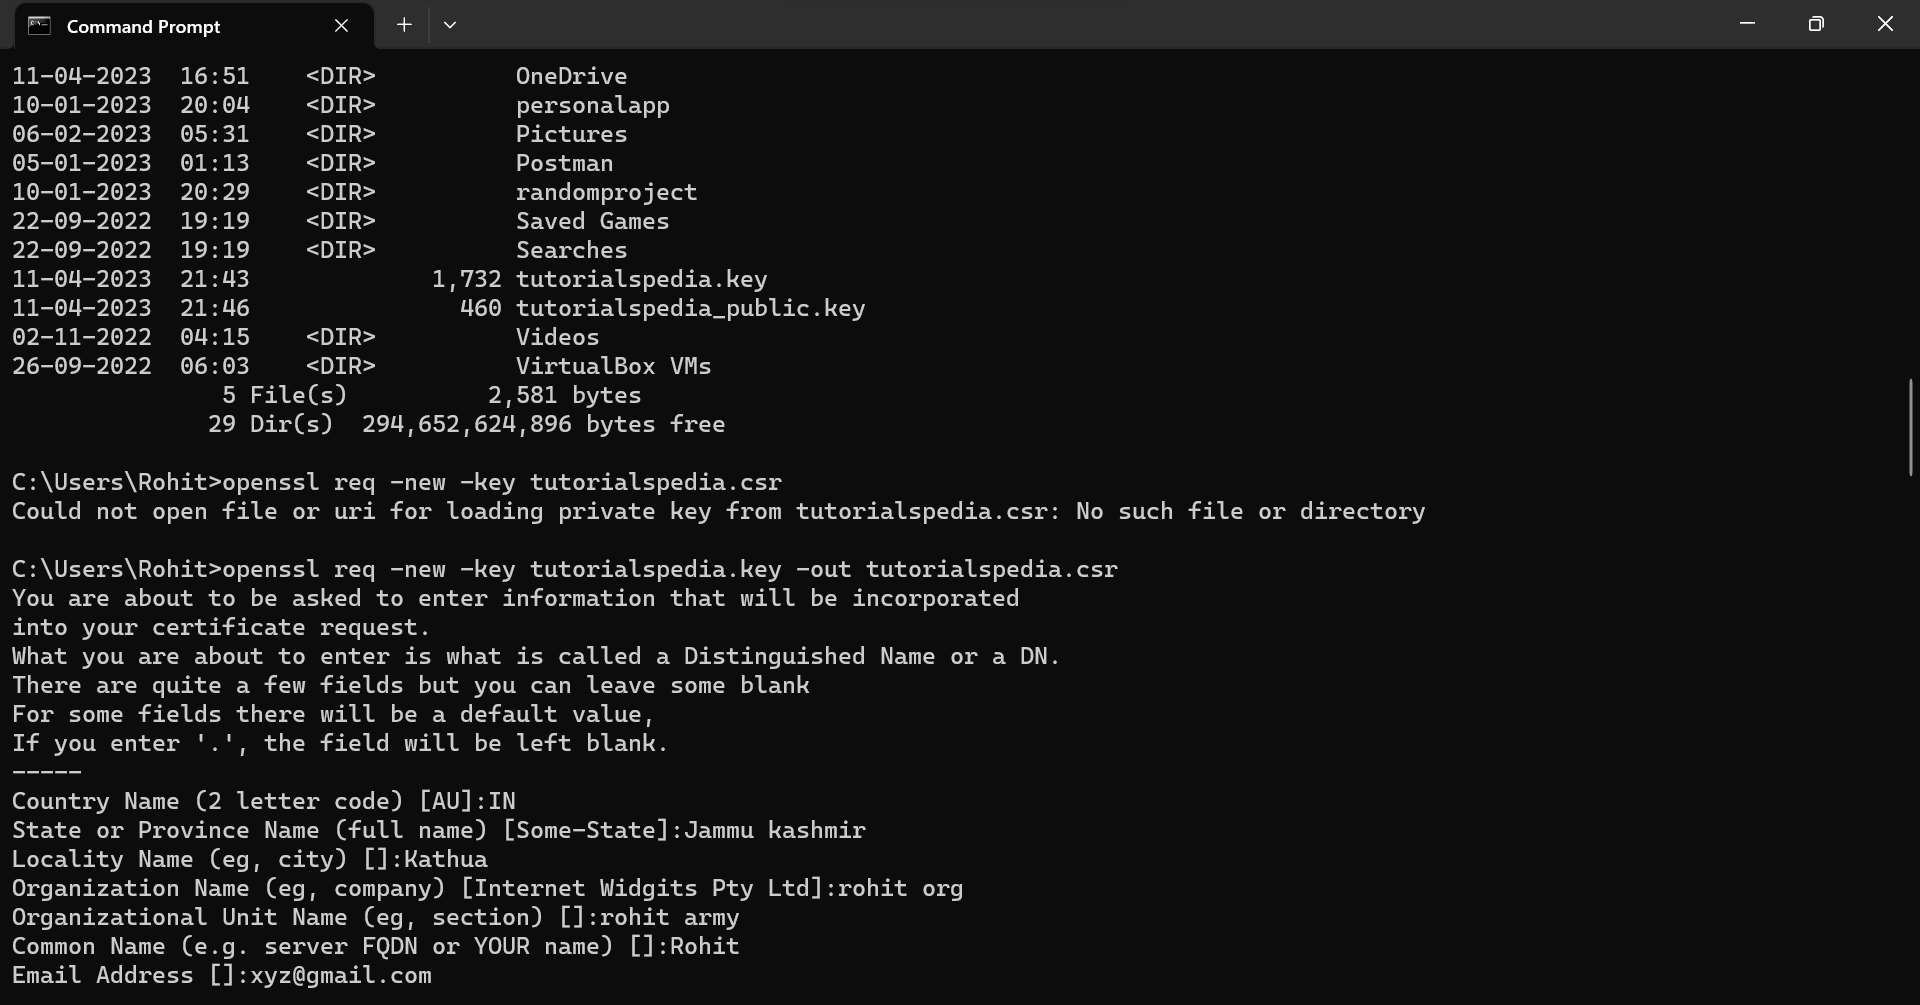 Command Prompt
11-04-2023  16:51    <DIR>          OneDrive
10-01-2023  20:04    <DIR>          personalapp
06-02-2023  05:31    <DIR>          Pictures
05-01-2023  01:13    <DIR>          Postman
10-01-2023  20:29    <DIR>          randomproject
22-09-2022  19:19    <DIR>          Saved Games
22-09-2022  19:19    <DIR>          Searches
11-04-2023  21:43             1,732 tutorialspedia.key
11-04-2023  21:46               460 tutorialspedia_public.key
02-11-2022  04:15    <DIR>          Videos
26-09-2022  06:03    <DIR>          VirtualBox VMs
               5 File(s)          2,581 bytes
              29 Dir(s)  294,652,624,896 bytes free
C:\Users\Rohit>openssl req -new -key tutorialspedia.csr
Could not open file or uri for loading private key from tutorialspedia.csr: No such file or directory
C:\Users\Rohit>openssl req -new -key tutorialspedia.key -out tutorialspedia.csr
You are about to be asked to enter information that will be incorporated
into your certificate request.
What you are about to enter is what is called a Distinguished Name or a DN.
There are quite a few fields but you can leave some blank
For some fields there will be a default value,
If you enter '.', the field will be left blank.
-----
Country Name (2 letter code) [AU]:IN
State or Province Name (full name) [Some-State]:Jammu kashmir
Locality Name (eg, city) []:Kathua
Organization Name (eg, company) [Internet Widgits Pty Ltd]:rohit org
Organizational Unit Name (eg, section) []:rohit army
Common Name (e.g. server FQDN or YOUR name) []:Rohit
Email Address []:xyz@gmail.com